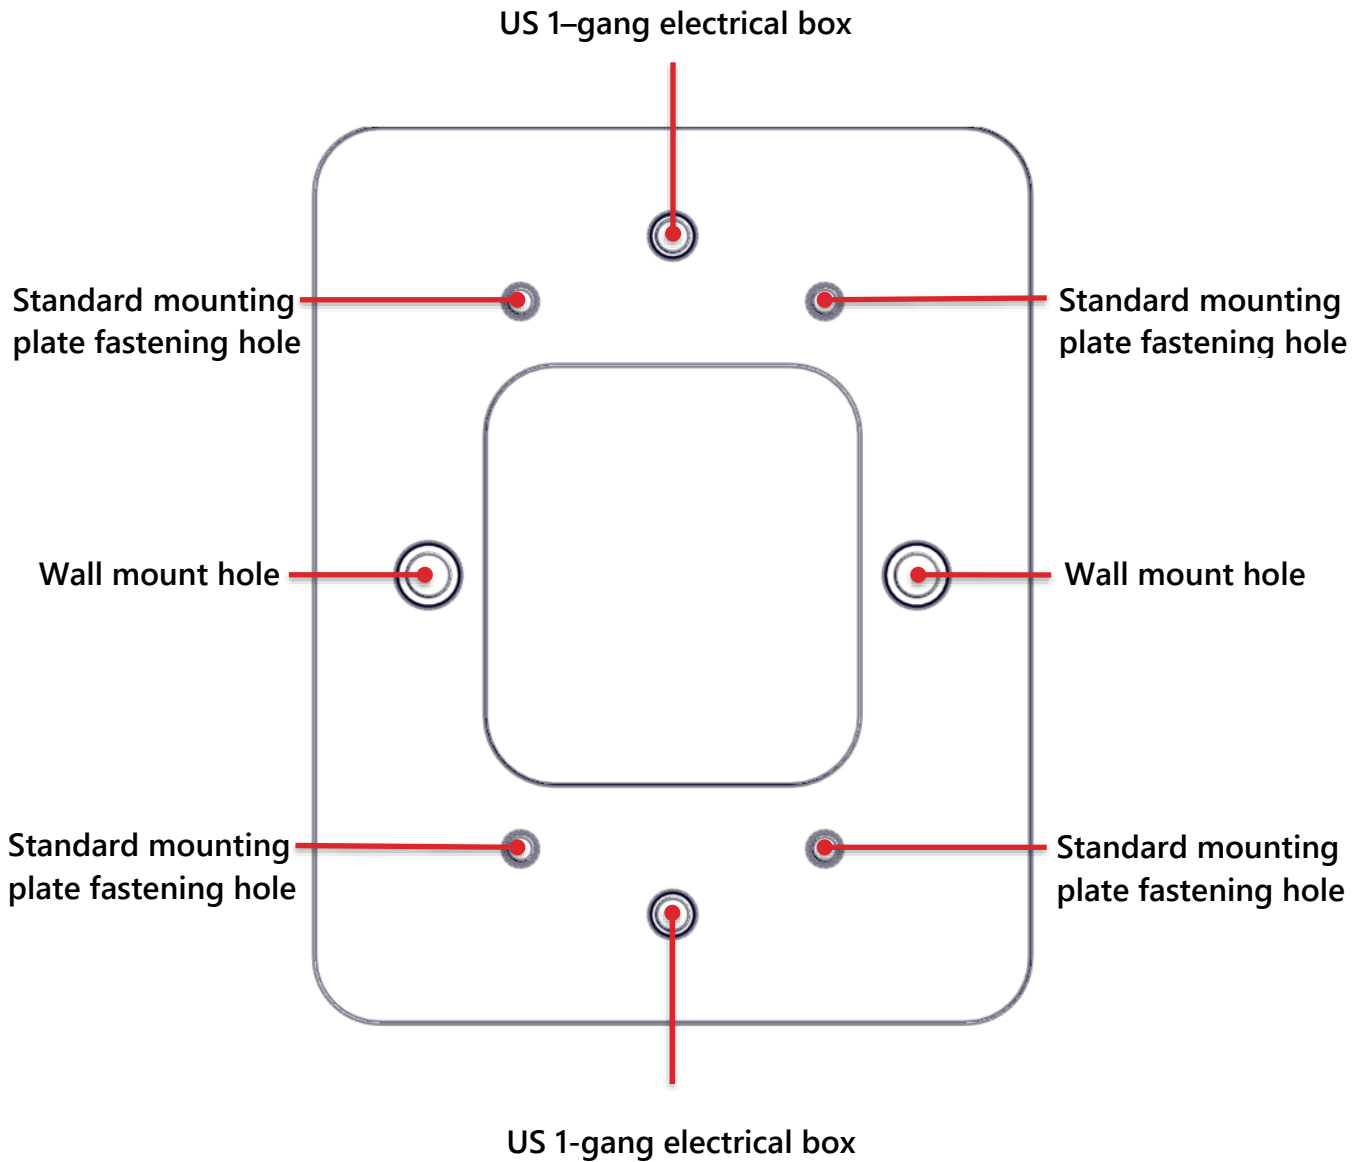 US 1–gang electrical box
Standard mounting
plate fastening hole
Standard mounting
plate fastening hole
Wall mount hole
Wall mount hole
Standard mounting
plate fastening hole
Standard mounting
plate fastening hole
US 1-gang electrical box